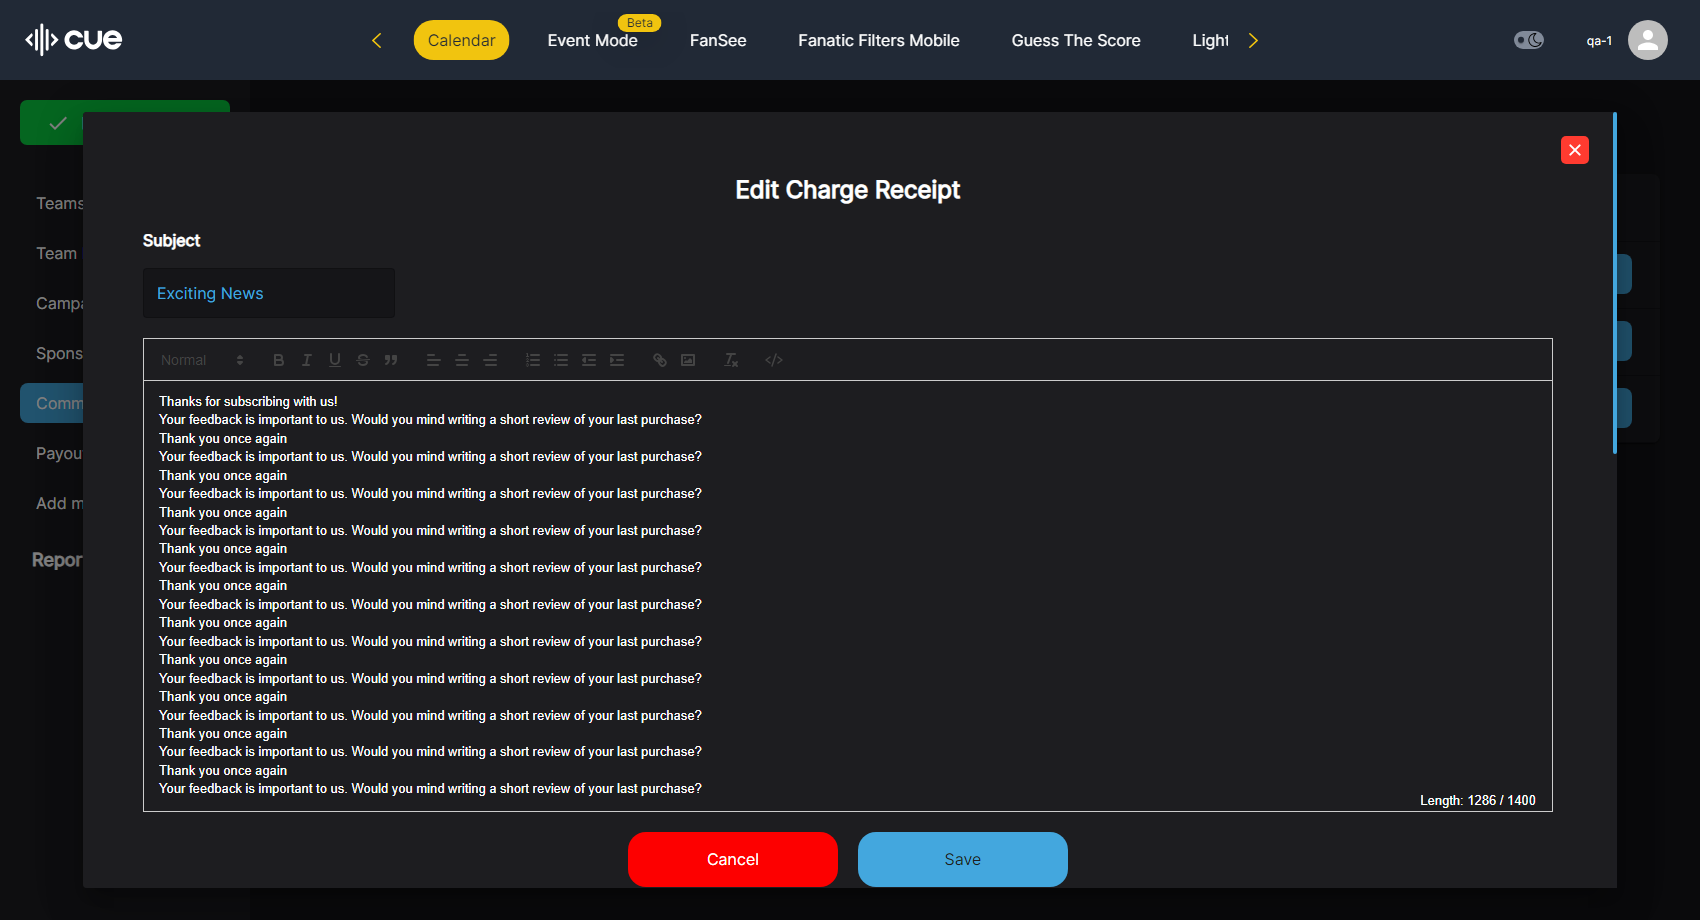 cue
Calendar
Event Mode
Beta
FanSee
Fanatic Filters Mobile
Guess The Score
Light
qa-1
Teams
Team
Campa
Spons
Comm
Payou
Add m
Repor
Edit Charge Receipt
Subject
Exciting News
Normal
Thanks for subscribing with us!
Your feedback is important to us. Would you mind writing a short review of your last purchase?
Thank you once again
Your feedback is important to us. Would you mind writing a short review of your last purchase?
Thank you once again
Your feedback is important to us. Would you mind writing a short review of your last purchase?
Thank you once again
Your feedback is important to us. Would you mind writing a short review of your last purchase?
Thank you once again
Your feedback is important to us. Would you mind writing a short review of your last purchase?
Thank you once again
Your feedback is important to us. Would you mind writing a short review of your last purchase?
Thank you once again
Your feedback is important to us. Would you mind writing a short review of your last purchase?
Thank you once again
Your feedback is important to us. Would you mind writing a short review of your last purchase?
Thank you once again
Your feedback is important to us. Would you mind writing a short review of your last purchase?
Thank you once again
Your feedback is important to us. Would you mind writing a short review of your last purchase?
Thank you once again
Your feedback is important to us. Would you mind writing a short review of your last purchase?
Length: 1286 / 1400
Cancel
Save